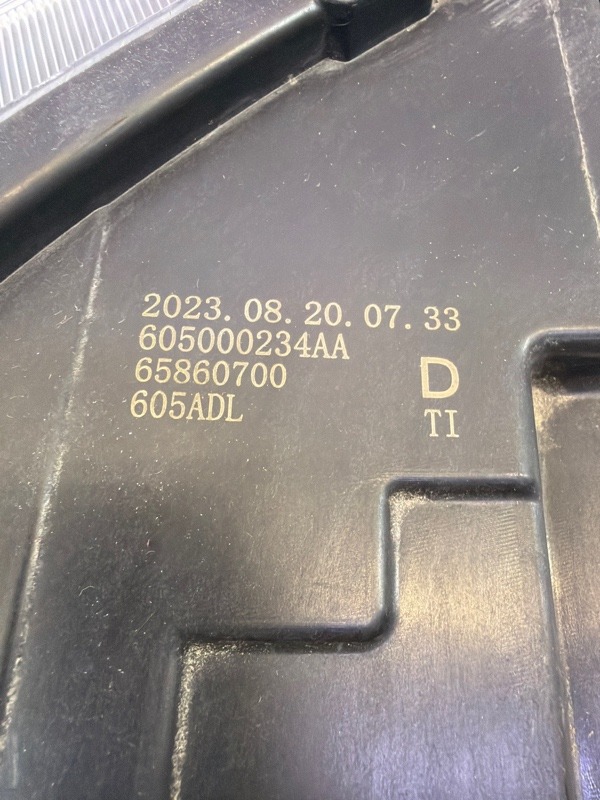 2023. 08. 20. 07. 33
605000234AA
65860700
605ADL
D
TI